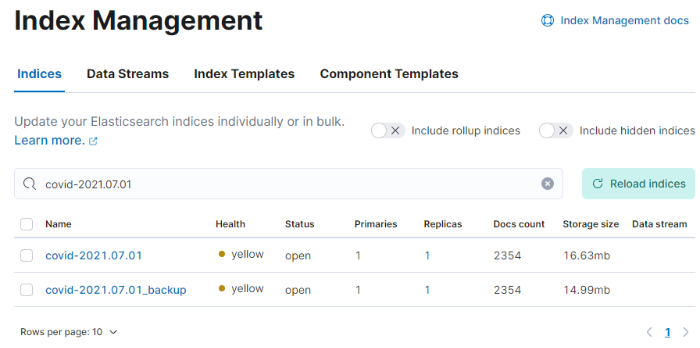 Index Management
Index Management docs
Indices Data Streams Index Templates Component Templates
Update your Elasticsearch indices individually or in bulk.
Learn more.
Include rollup indices Include hidden indices
covid-2021.07.01
Reload indices
Name Health Status Primaries Replicas Docs count Storage size Data stream
covid-2021.07.01 yellow open 1 1 2354 16.63mb
covid-2021.07.01_backup yellow open 1 1 2354 14.99mb
Rows per page: 10 1